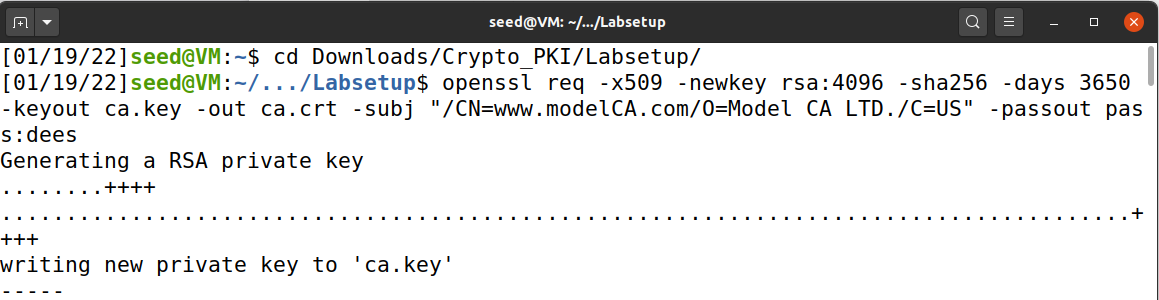 seed@VM: ~/.../Labsetup
[01/19/22]seed@VM:~$ cd Downloads/Crypto_PKI/Labsetup/
[01/19/22]seed@VM:~/.../Labsetup$ openssl req -x509 -newkey rsa:4096 -sha256 -days 3650
-keyout ca.key -out ca.crt -subj "/CN=www.modelCA.com/O=Model CA LTD./C=US" -passout pas
s:dees
Generating a RSA private key
........++++
.......................................................................................+
+++
writing new private key to 'ca.key'
-----